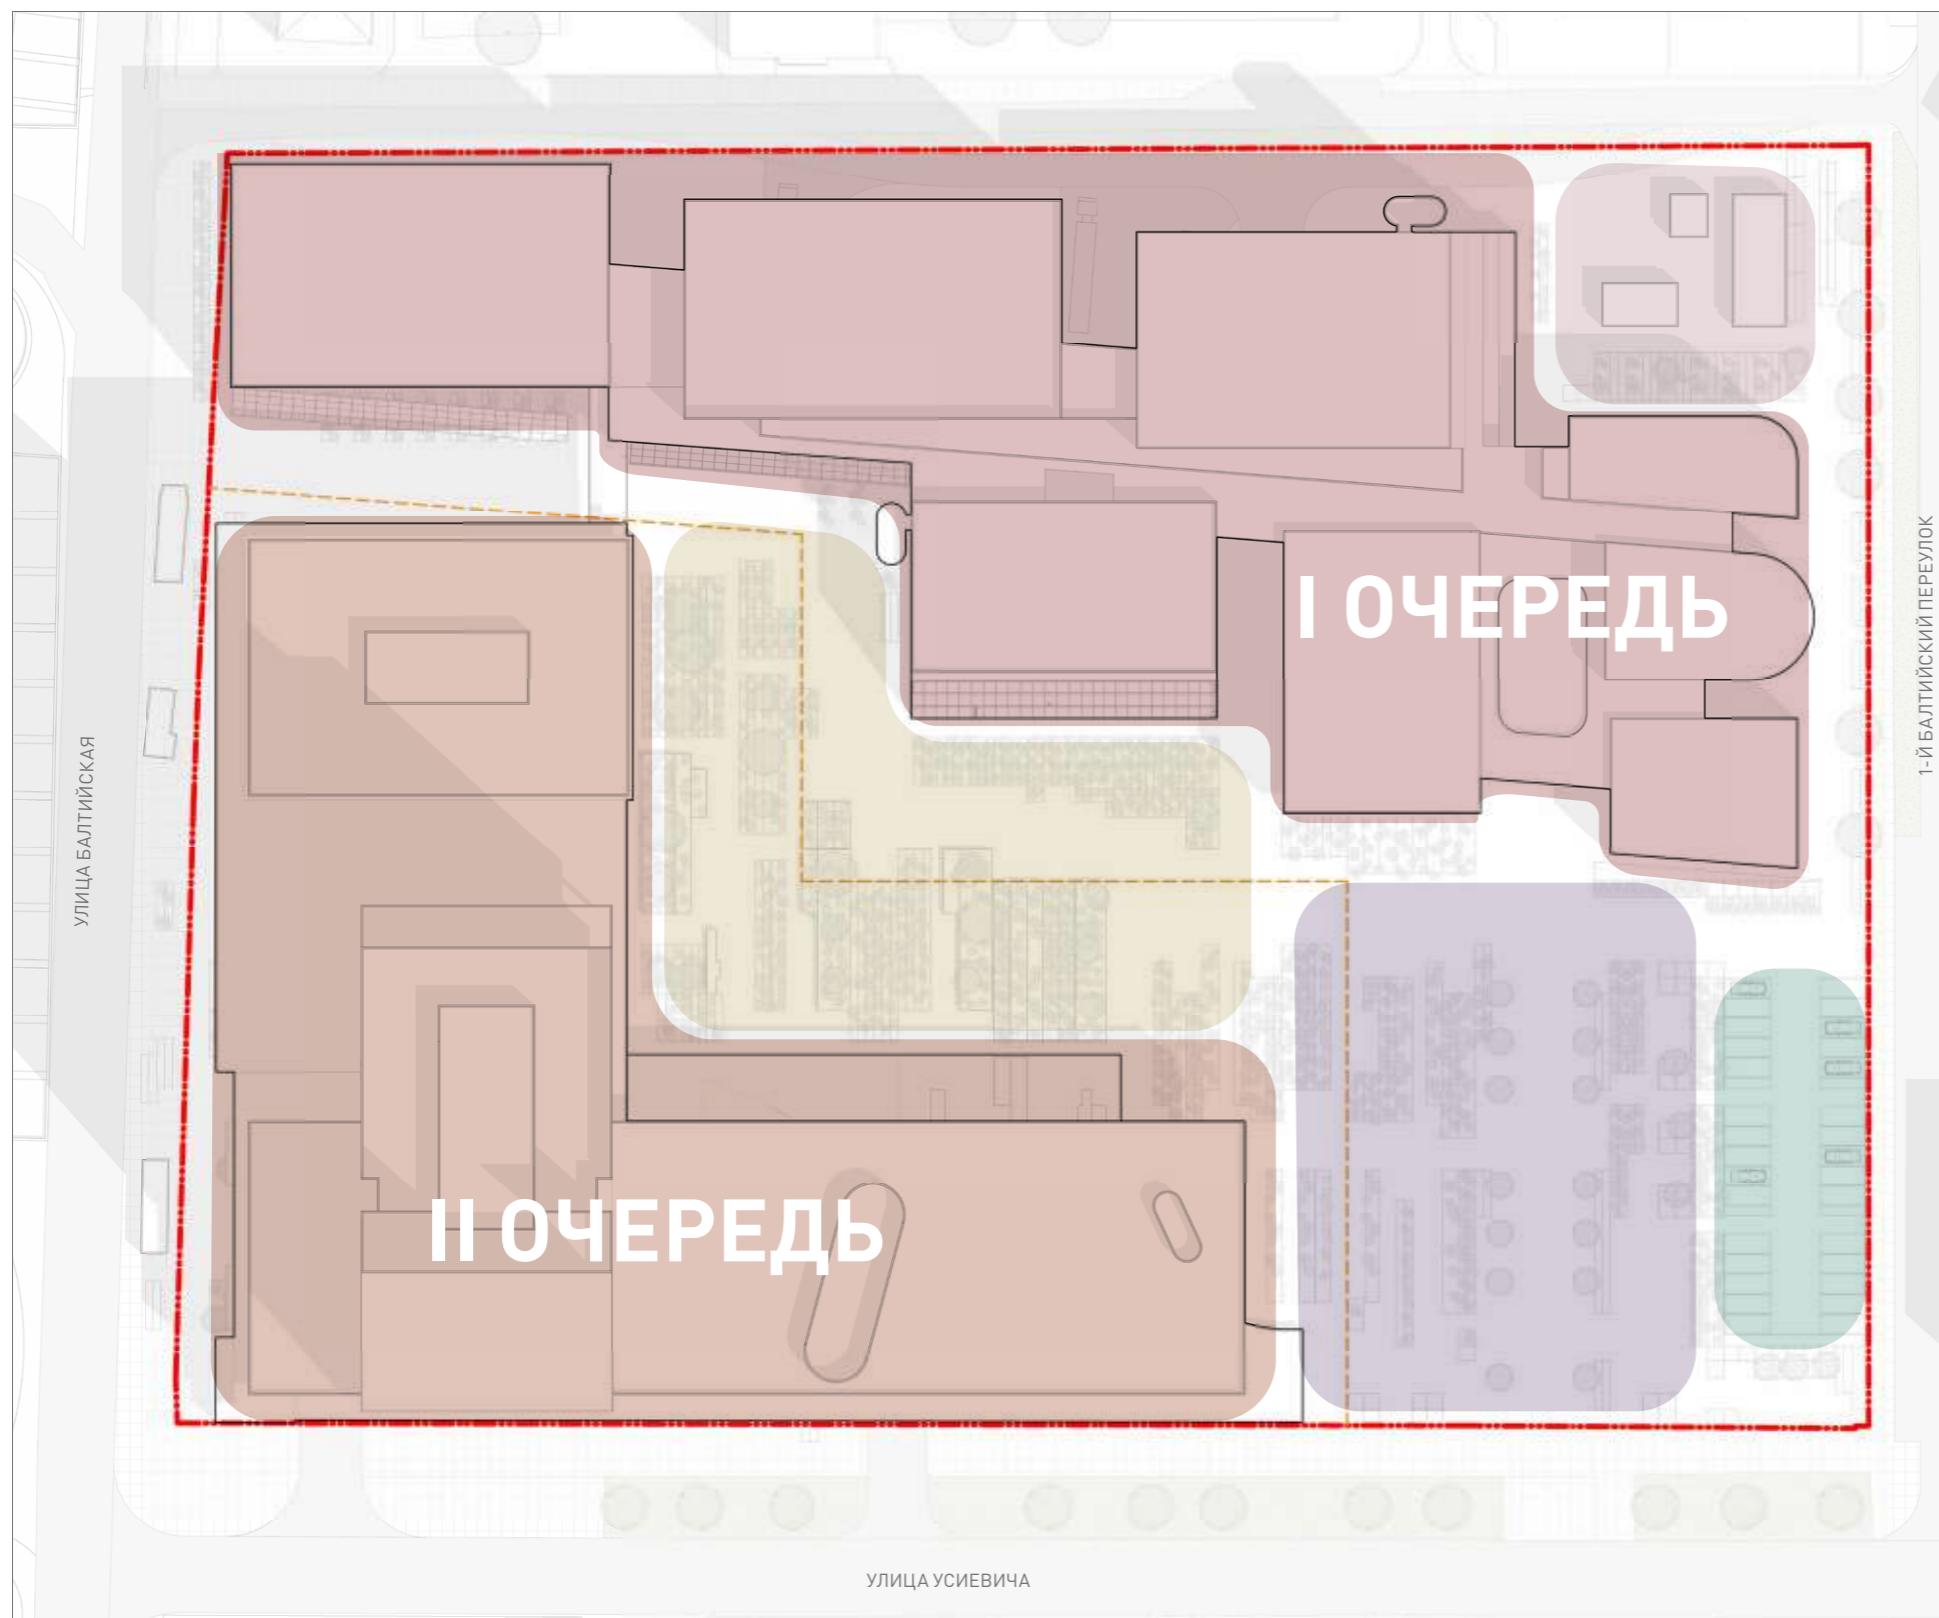 I ОЧЕРЕДЬ
1-Й БАЛТИЙСКИЙ ПЕРЕУЛОК
УЛИЦА БАЛТИЙСКАЯ
II ОЧЕРЕДЬ
УЛИЦА УСИЕВИЧА